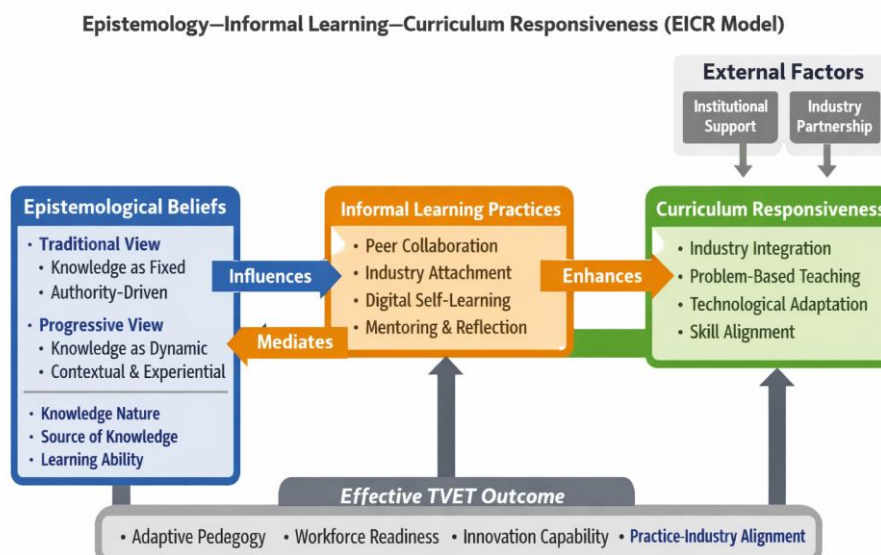 Epistemology—Informal Learning—Curriculum Responsiveness (EICR Model)
External Factors
Institutional
Support
Industry
Partnership
Epistemological Beliefs
• Traditional View
• Knowledge as Fixed
• Authority-Driven
• Progressive View
• Knowledge as Dynamic
• Contextual & Experiential
• Knowledge Nature
• Source of Knowledge
• Learning Ability
Influences
Mediates
Informal Learning Practices
• Peer Collaboration
• Industry Attachment
• Digital Self-Learning
• Mentoring & Reflection
Enhances
Curriculum Responsiveness
• Industry Integration
• Problem-Based Teaching
• Technological Adaptation
• Skill Alignment
Effective TVET Outcome
• Adaptive Pedegogy • Workforce Readiness • Innovation Capability • Practice-Industry Alignment